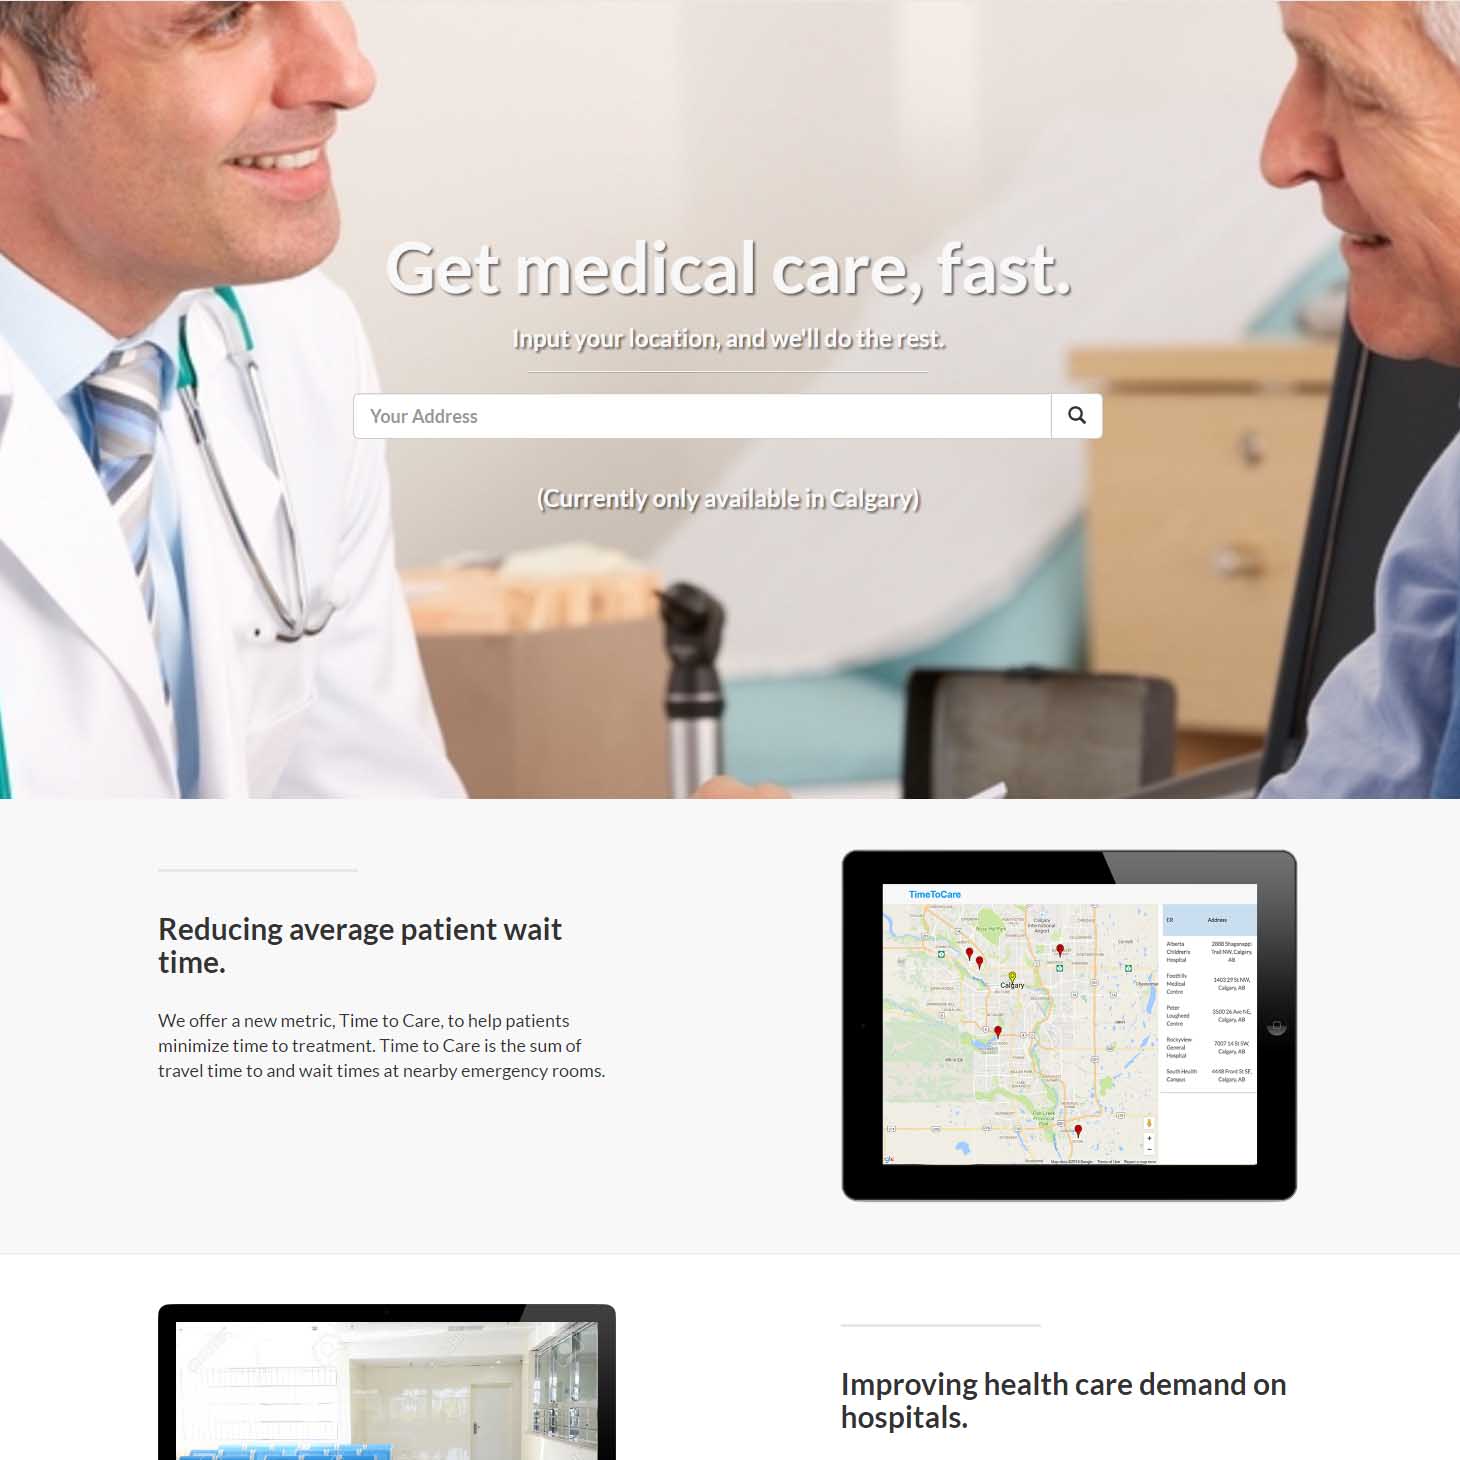 Get medical care, fast.
Input your location, and we'll do the rest.
Your Address
(Currently only available in Calgary)
Reducing average patient wait
time.
We offer a new metric, Time to Care, to help patients
minimize time to treatment. Time to Care is the sum of
travel time to and wait times at nearby emergency rooms.
TimeToCare
Calgary
ER Address
Alberta
Children's
Hospital
2888 Shaganappi
Trail NW, Calgary,
AB
Foothills
Medical
Centre
1403 29 St NW,
Calgary, AB
Peter
Lougheed
Centre
3500 26 Ave NE,
Calgary, AB
Rockyview
General
Hospital
7007 14 St SW,
Calgary, AB
South Health
Campus
4448 Front St SE,
Calgary, AB
Improving health care demand on
hospitals.